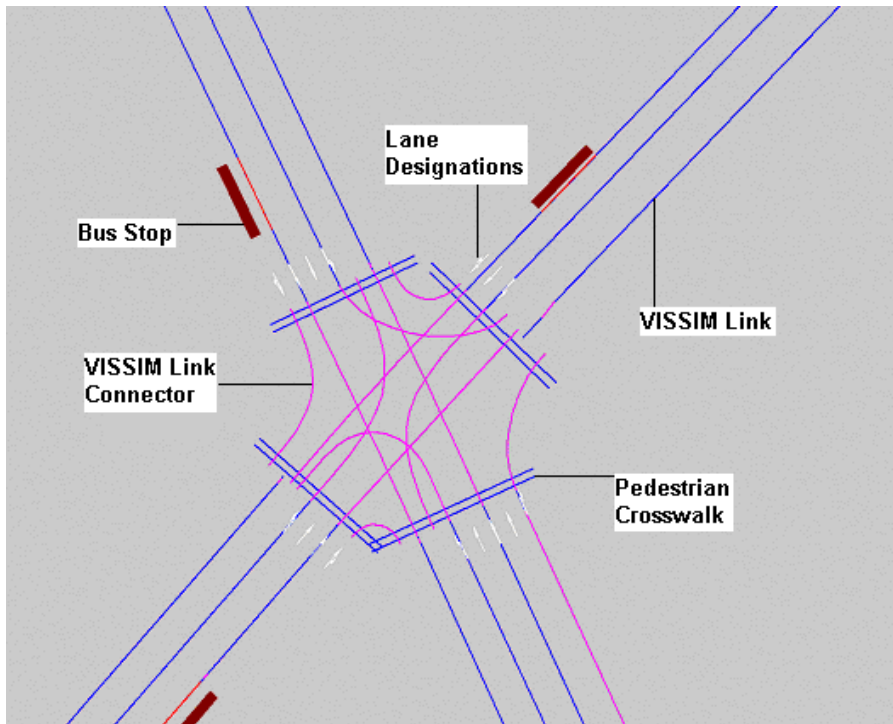 Lane
Designations
Bus Stop
VISSIM Link
VISSIM Link
Connector
Pedestrian
Crosswalk